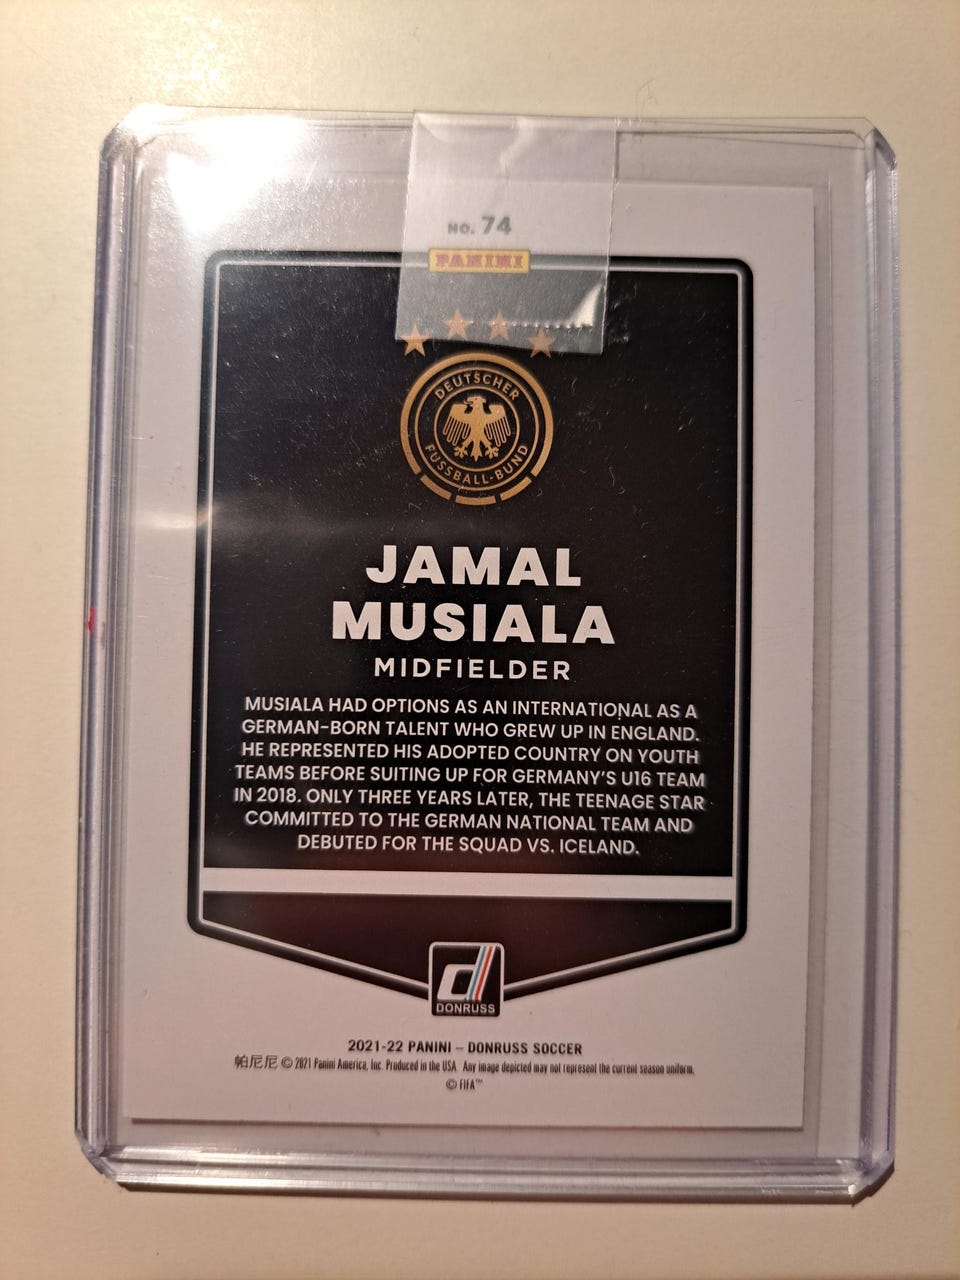 NO. 74
PANINI
DEUTSCHER
FUSSBALL-BUND
JAMAL
MUSIALA
MIDFIELDER
MUSIALA HAD OPTIONS AS AN INTERNATIONAL AS A
GERMAN-BORN TALENT WHO GREW UP IN ENGLAND.
HE REPRESENTED HIS ADOPTED COUNTRY ON YOUTH
TEAMS BEFORE SUITING UP FOR GERMANY'S U16 TEAM
IN 2018. ONLY THREE YEARS LATER, THE TEENAGE STAR
COMMITTED TO THE GERMAN NATIONAL TEAM AND
DEBUTED FOR THE SQUAD VS. ICELAND.
d
DONRUSS
2021-22 PANINI – DONRUSS SOCCER
帕尼尼 © 2021 Panini America, Inc. Produced in the USA. Any image depicted may not represent the current season uniform.
© FIFA™